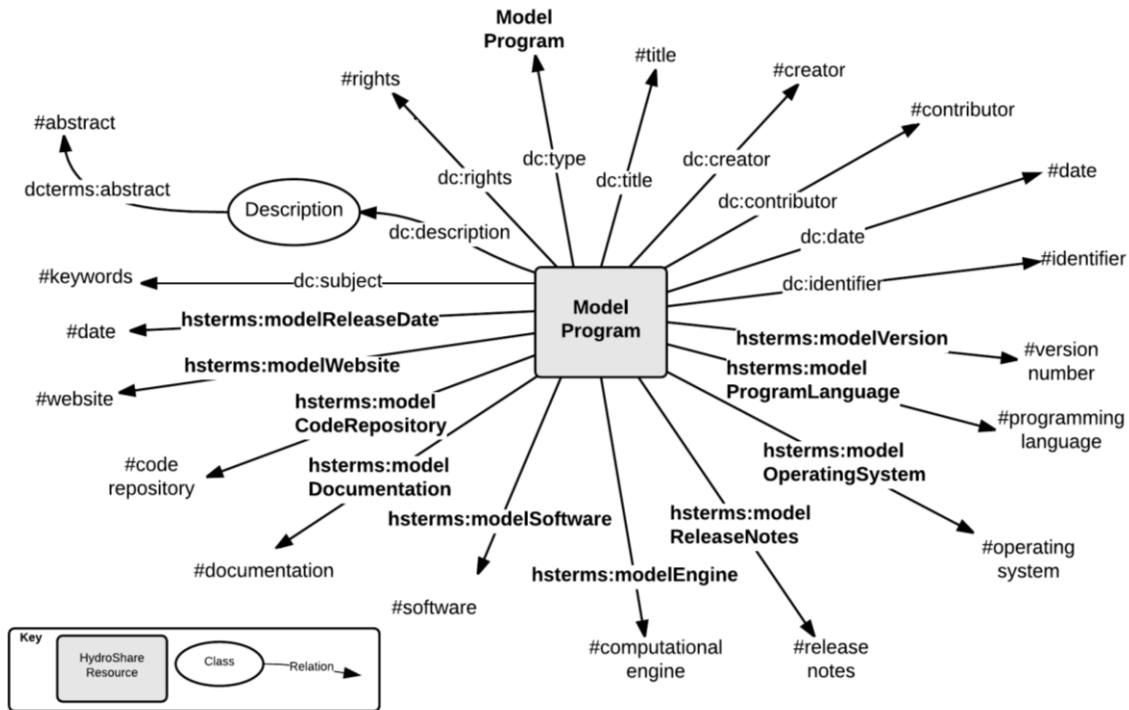 Model
Program
#title
#rights
#creator
#contributor
#abstract
dc:type
dc:creator
#date
dc:rights
dc:title
dcterms:abstract
dc:contributor
Description
dc:description
dc:date
#identifier
#keywords
dc:subject
dc:identifier
Model
Program
#date
hsterms:modelReleaseDate
hsterms:modelVersion
#version
number
hsterms:modelWebsite
hsterms:model
ProgramLanguage
#website
hsterms:model
CodeRepository
#programming
language
#code
repository
hsterms:model
Documentation
hsterms:model
OperatingSystem
hsterms:modelSoftware
hsterms:model
ReleaseNotes
#operating
system
#documentation
hsterms:modelEngine
#software
#computational
engine
#release
notes
Key
HydroShare
Resource
Class
Relation